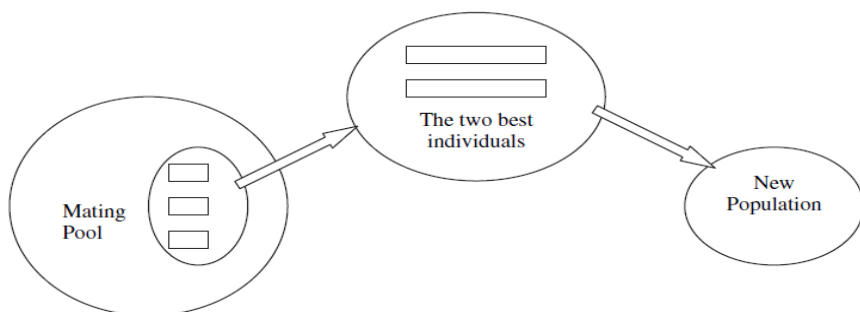 Mating
Pool
The two best
individuals
New
Population